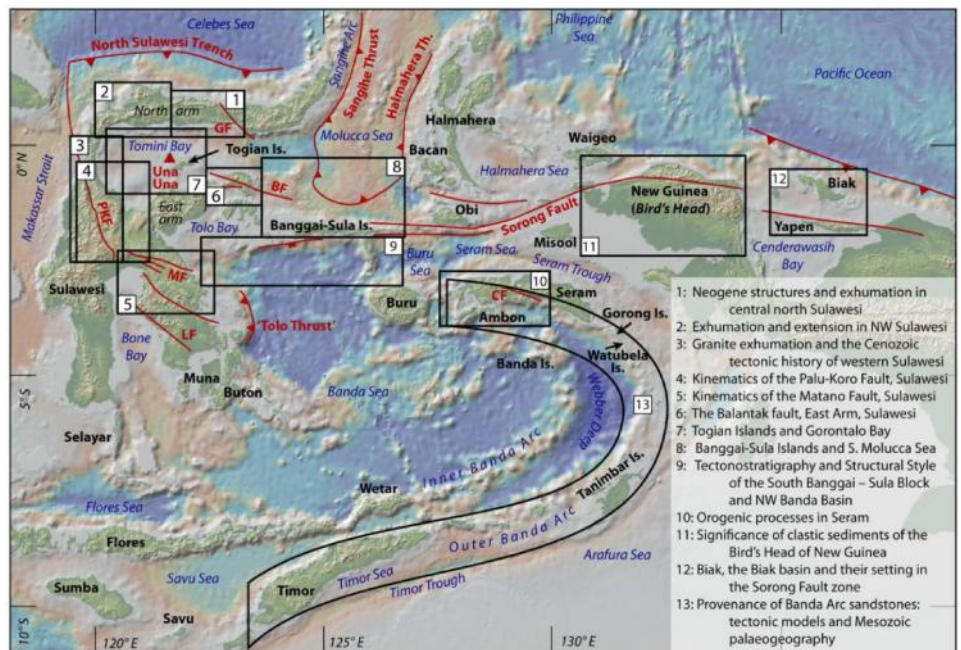 Celebes Sea
Philippine
Sea
Pacific Ocean
North Sulawesi Trench
Sangihe Arc
Sangihe Thrust
Halmahera Th.
2
1
North arm
GF
Molucca Sea
Halmahera
Waigeo
0° N
3
Tomini Bay
Togian Is.
Bacan
Halmahera Sea
8
4
Una
Una
7
6
BF
12
Biak
New Guinea
(Bird's Head)
Makassar Strait
PKF
East
arm
Tolo Bay
Banggai-Sula Is.
Obi
Sorong Fault
Yapen
Cenderawasih
Bay
9
Buru
Sea
Seram Sea
Misool
11
Seram Trough
MF
Sulawesi
5
10
CF
Seram
Buru
Ambon
Gorong Is.
LF
'Tolo Thrust'
Bone
Bay
Banda Is.
Watubela
Is.
Muna
Buton
Banda Sea
Webber Deep
13
5° S
Selayar
Inner Banda Arc
Tanimbar Is.
Wetar
Flores Sea
Flores
Outer Banda Arc
Arafura Sea
Savu Sea
Timor
Timor Sea
Timor Trough
Sumba
Savu
10° S
120° E
125° E
130° E
1: Neogene structures and exhumation in
central north Sulawesi
2: Exhumation and extension in NW Sulawesi
3: Granite exhumation and the Cenozoic
tectonic history of western Sulawesi
4: Kinematics of the Palu-Koro Fault, Sulawesi
5: Kinematics of the Matano Fault, Sulawesi
6: The Balantak fault, East Arm, Sulawesi
7: Togian Islands and Gorontalo Bay
8: Banggai-Sula Islands and S. Molucca Sea
9: Tectonostratigraphy and Structural Style
of the South Banggai – Sula Block
and NW Banda Basin
10: Orogenic processes in Seram
11: Significance of clastic sediments of the
Bird's Head of New Guinea
12: Biak, the Biak basin and their setting in
the Sorong Fault zone
13: Provenance of Banda Arc sandstones:
tectonic models and Mesozoic
palaeogeography